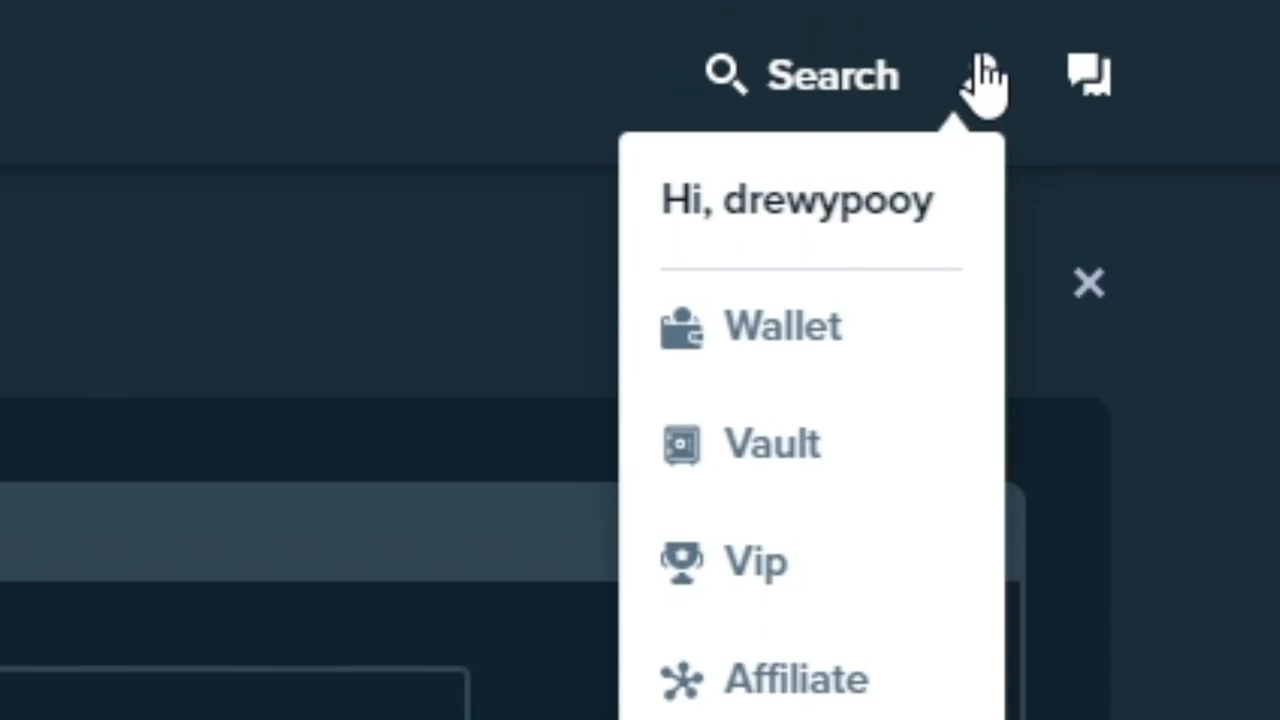 Search
Hi, drewypooy
Wallet
Vault
Vip
Affiliate